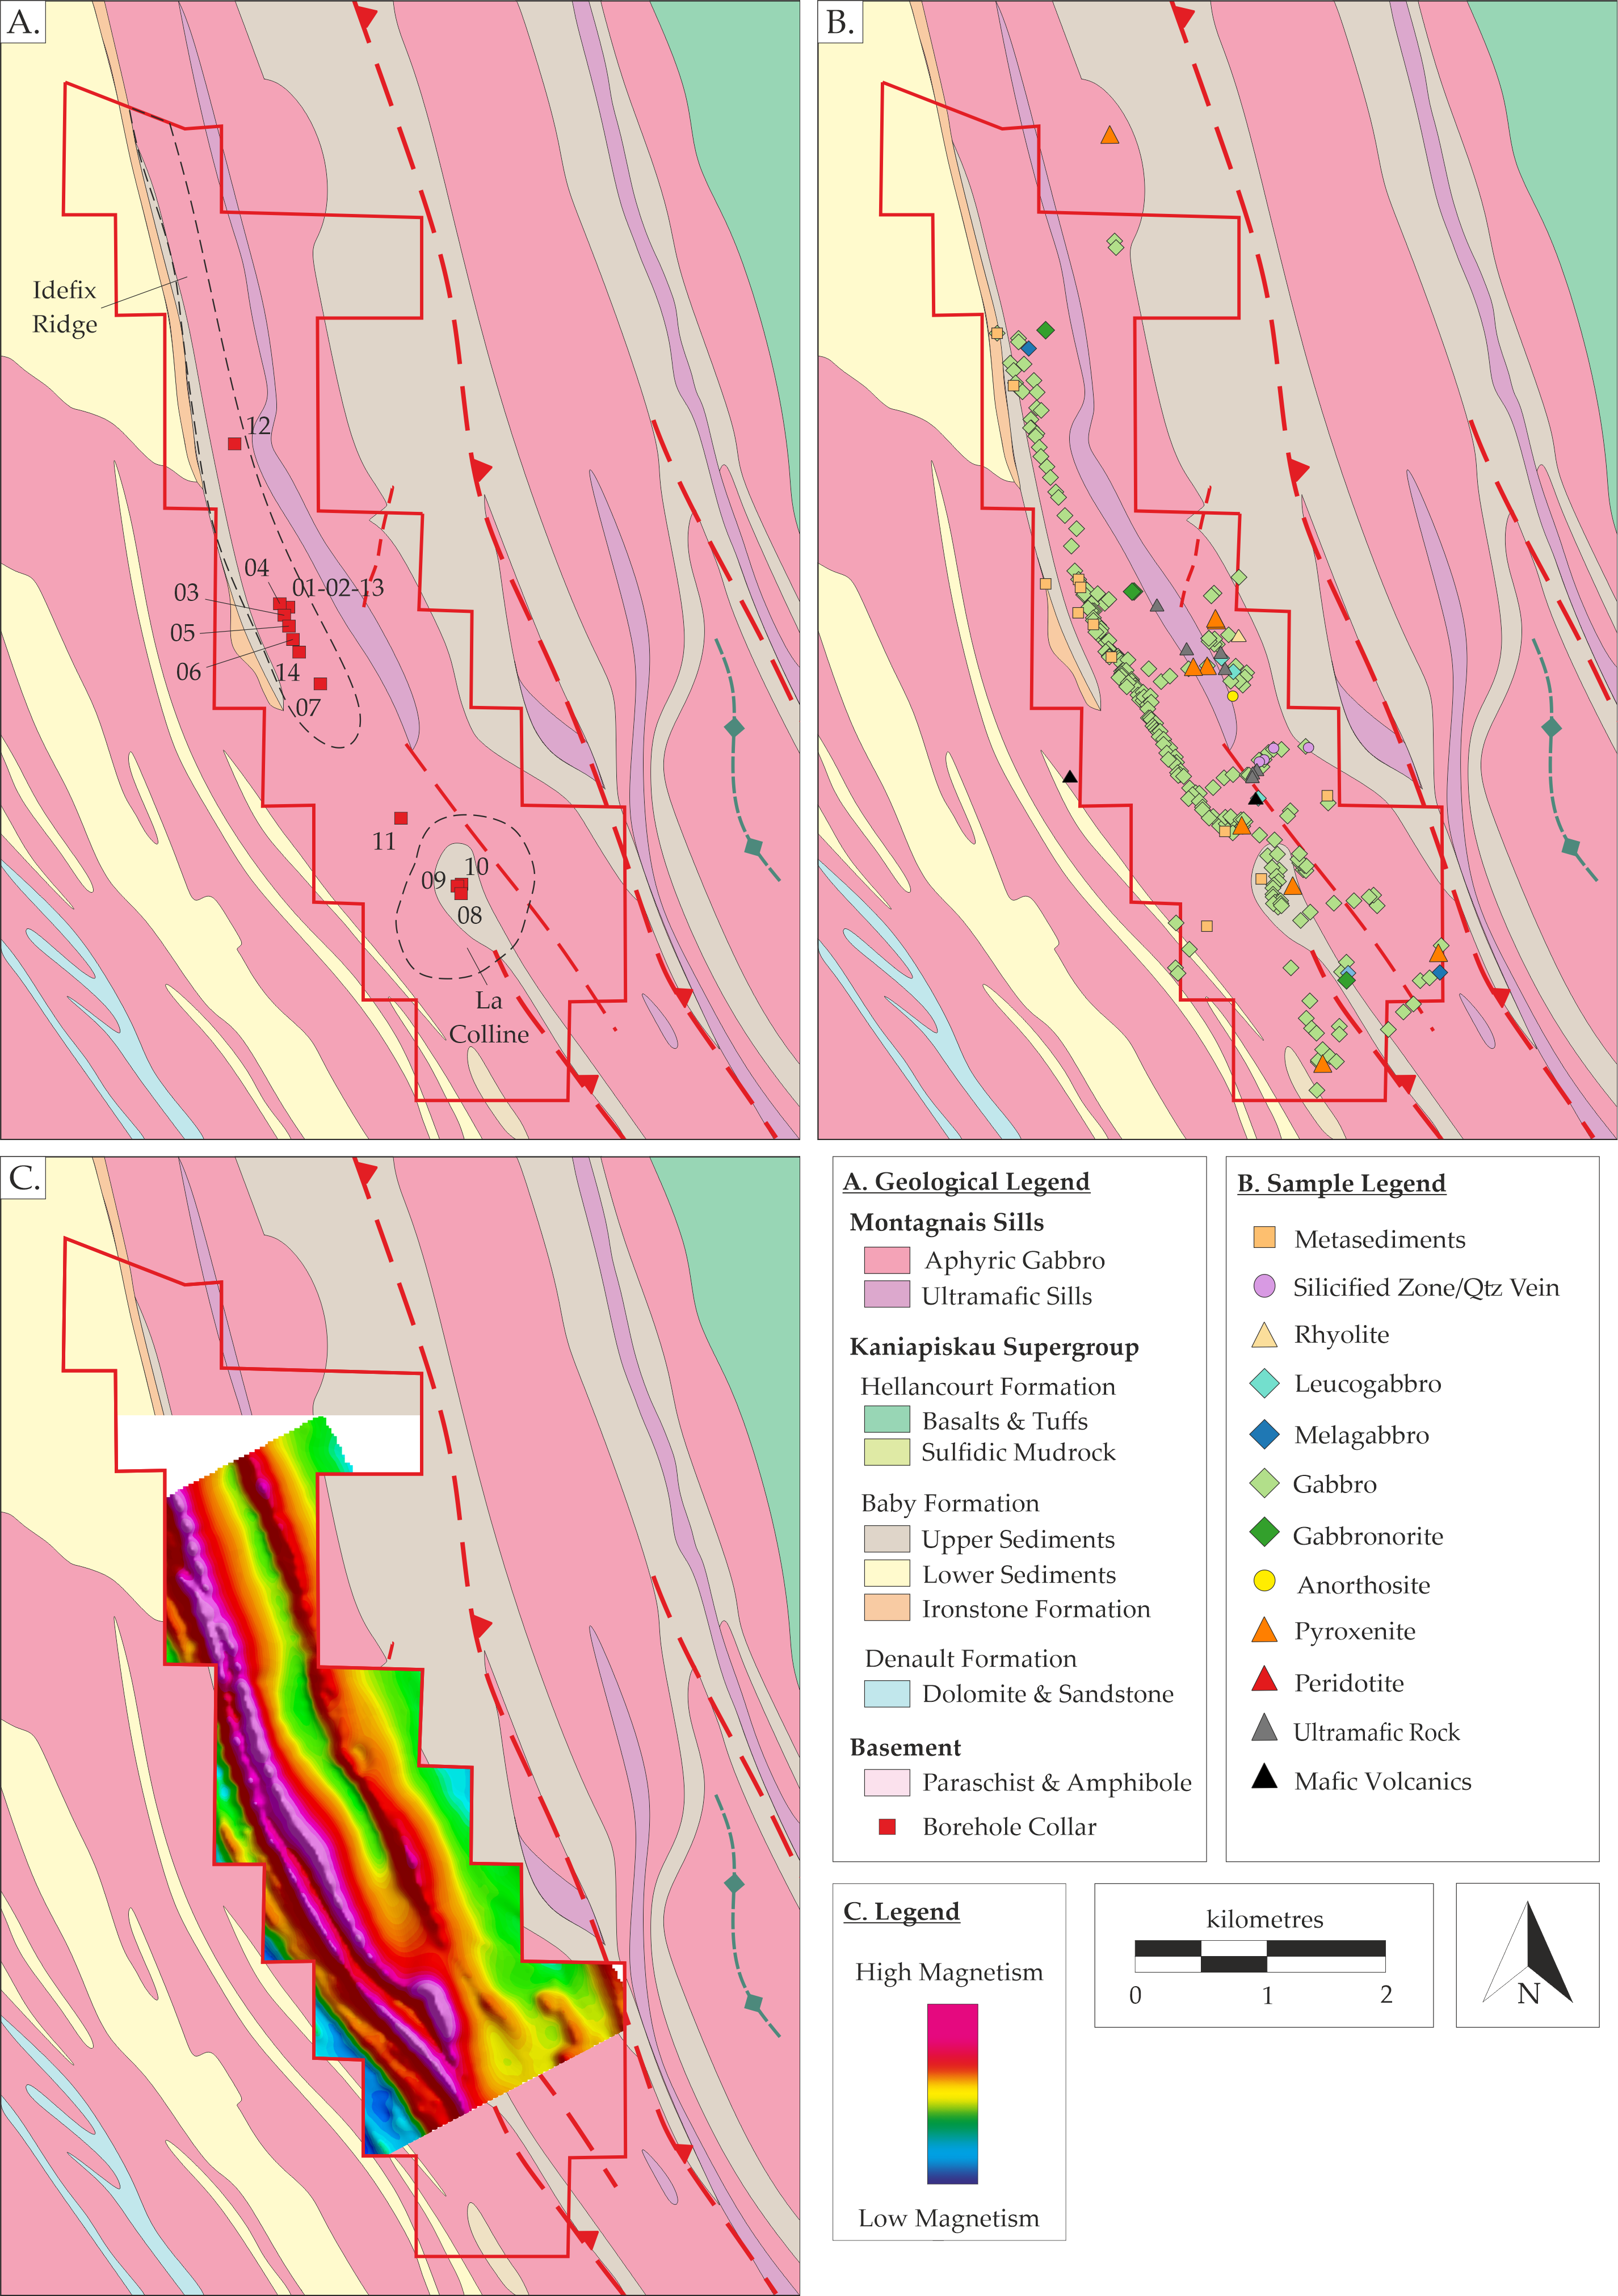 A.
Idefix
Ridge
12
04
01-02-13
03
05
06
14
07
11
10
09
08
La
Colline
B.
C.
A. Geological Legend
Montagnais Sills
Aphyric Gabbro
Ultramafic Sills
Kaniapiskau Supergroup
Hellancourt Formation
Basalts & Tuffs
Sulfidic Mudrock
Baby Formation
Upper Sediments
Lower Sediments
Ironstone Formation
Denault Formation
Dolomite & Sandstone
Basement
Paraschist & Amphibole
Borehole Collar
B. Sample Legend
Metasediments
Silicified Zone/Qtz Vein
Rhyolite
Leucogabbro
Melagabbro
Gabbro
Gabbronorite
Anorthosite
Pyroxenite
Peridotite
Ultramafic Rock
Mafic Volcanics
C. Legend
High Magnetism
Low Magnetism
kilometres
0 1 2
N